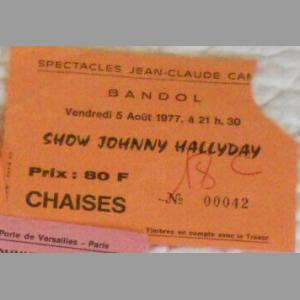 SPECTACLES JEAN-CLAUDE CAM
BANDOL
Vendredi 5 Août 1977, à 21 h. 30
SHOW JOHNNY HALLYDAY
Prix : 80 F
18 C
CHAISES
№ 00042
Timbres en compte avec le Trésor
Porte de Versailles - Paris